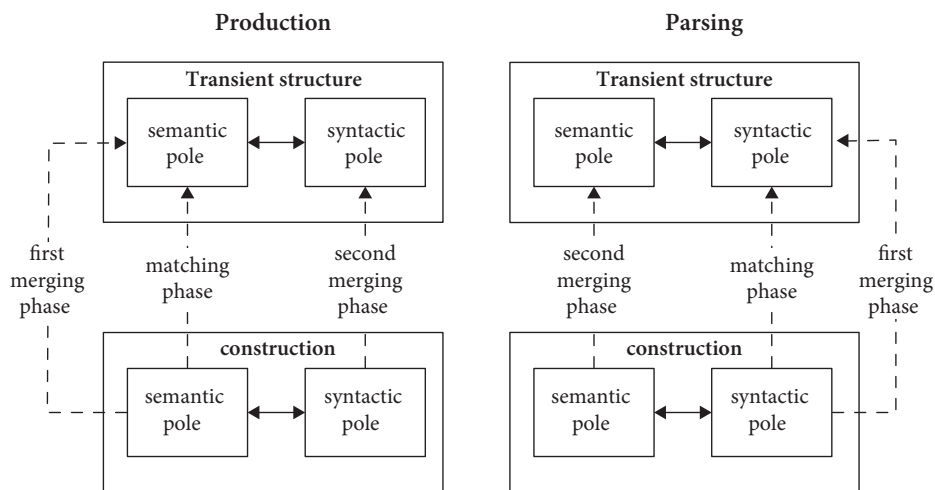 Production
Transient structure
semantic
pole
syntactic
pole
first
merging
phase
matching
phase
second
merging
phase
construction
semantic
pole
syntactic
pole
Parsing
Transient structure
semantic
pole
syntactic
pole
second
merging
phase
matching
phase
first
merging
phase
construction
semantic
pole
syntactic
pole